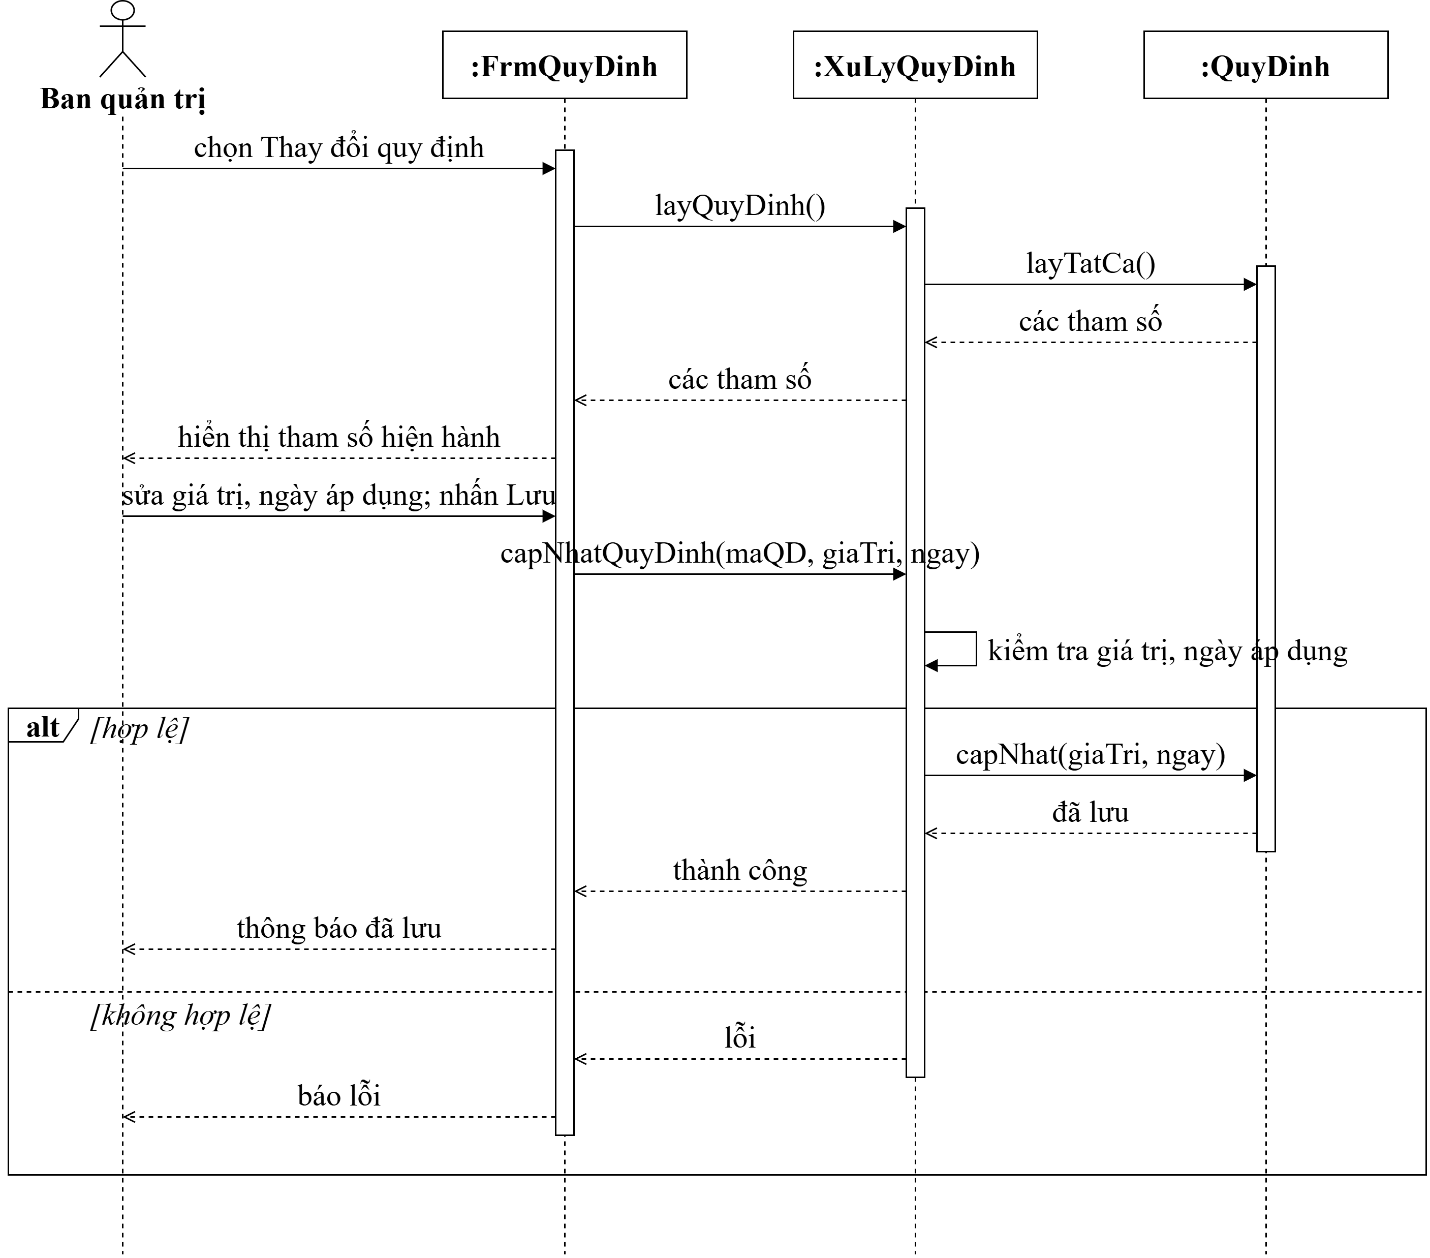 Ban quản trị
:FrmQuyDinh
:XuLyQuyDinh
:QuyDinh
chọn Thay đổi quy định
layQuyDinh()
layTatCa()
các tham số
các tham số
hiển thị tham số hiện hành
sửa giá trị, ngày áp dụng; nhấn Lưu
capNhatQuyDinh(maQD, giaTri, ngay)
kiểm tra giá trị, ngày áp dụng
alt [hợp lệ]
capNhat(giaTri, ngay)
đã lưu
thành công
thông báo đã lưu
[không hợp lệ]
lỗi
báo lỗi